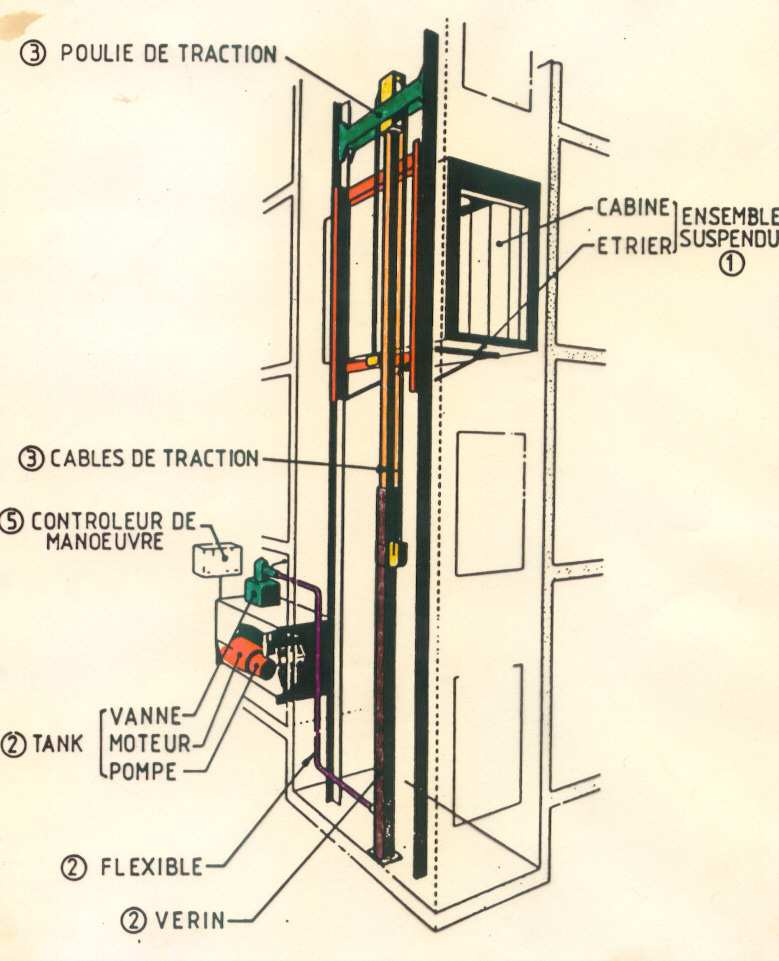 ③ POULIE DE TRACTION
CABINE
ETRIER
ENSEMBLE
SUSPENDU
①
③ CABLES DE TRACTION
⑤ CONTROLEUR DE
MANOEUVRE
② TANK
VANNE
MOTEUR
POMPE
② FLEXIBLE
② VERIN